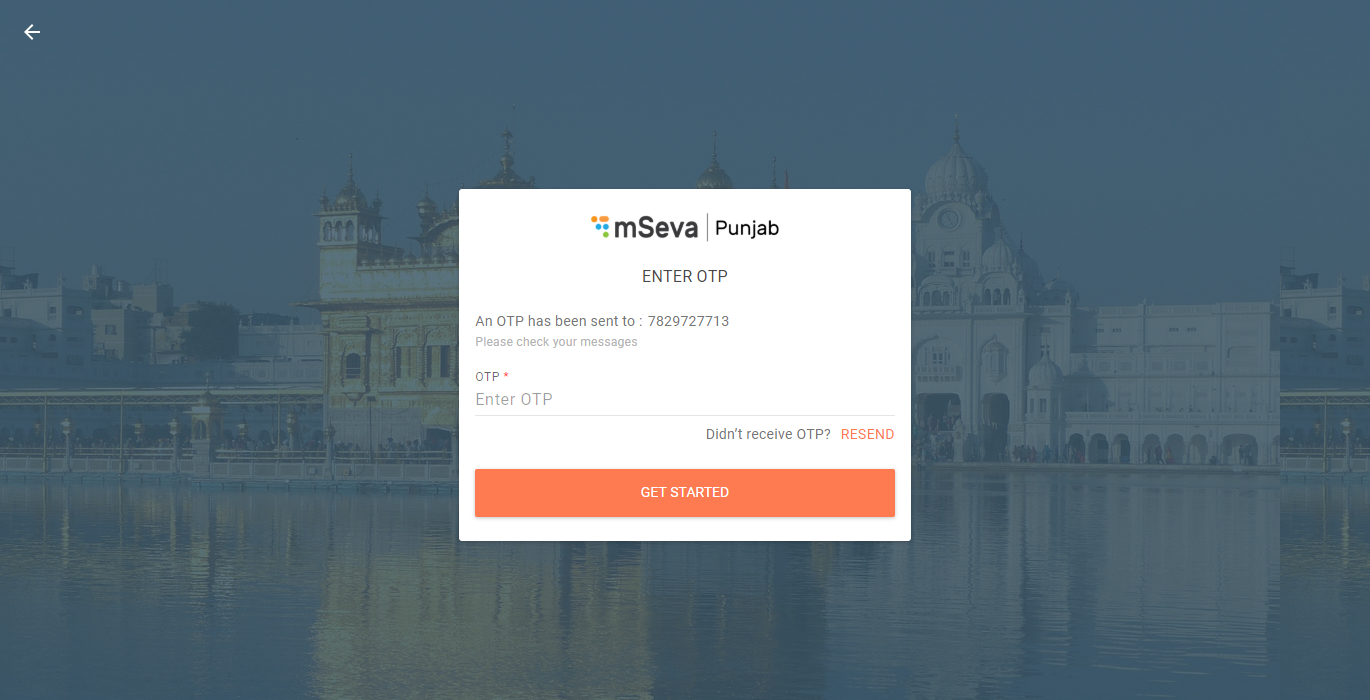 mSeva | Punjab
ENTER OTP
An OTP has been sent to : 7829727713
Please check your messages
OTP *
Enter OTP
Didn't receive OTP? RESEND
GET STARTED